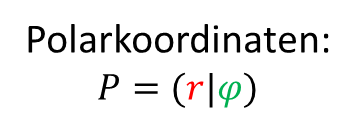 Polarkoordinaten:
P = (r|φ)